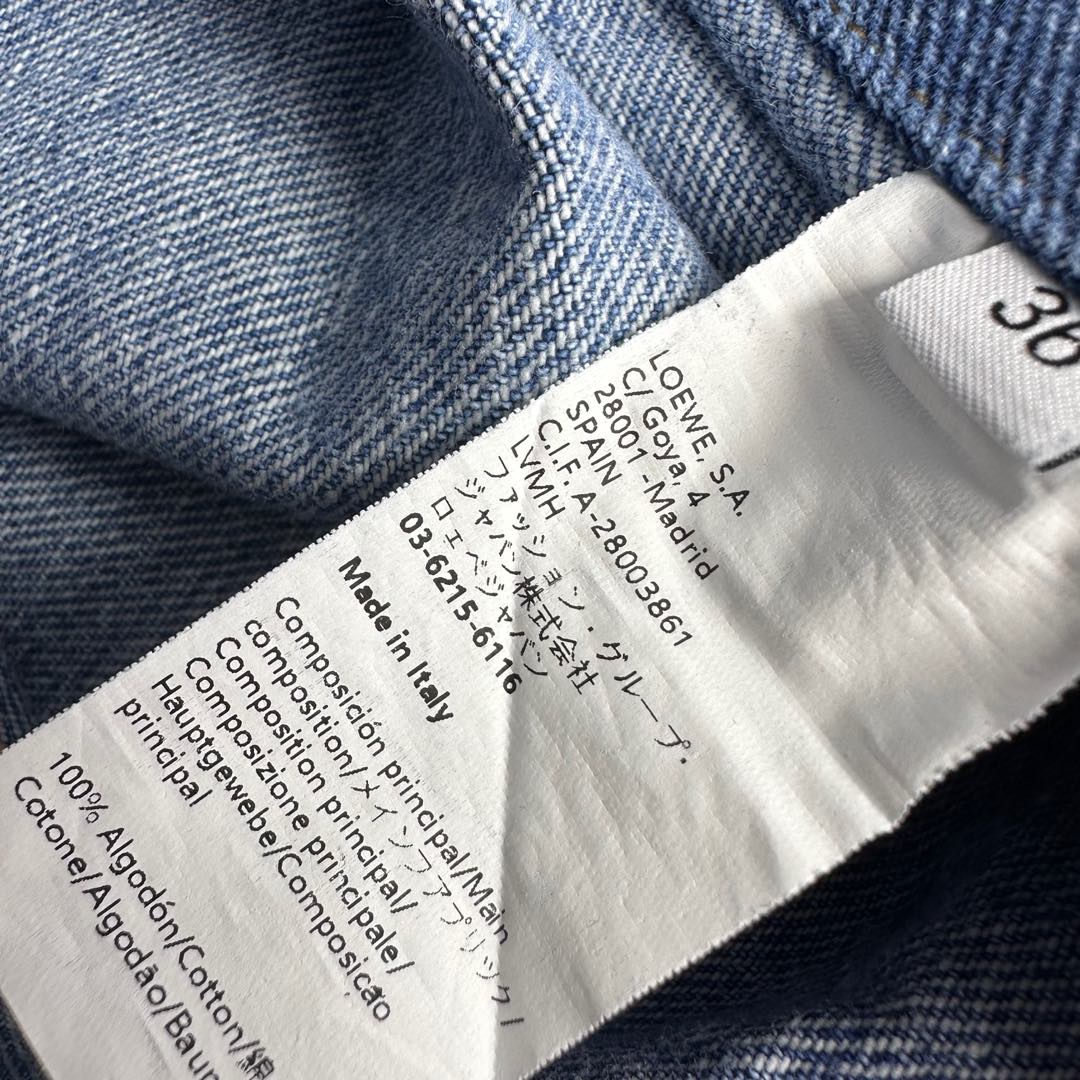 36
LOEWE, S.A.
C/ Goya, 4
28001 -Madrid
SPAIN
C.I.F. A-28003861
LVMH
ファッション・グループ・
ジャパン株式会社
ロエベジャパン
03-6215-6116
Made in Italy
Composición principal/Main
composition/メインファブリック/
Composition principal/
Composizione principale/
Hauptgewebe/Composição
principal
100% Algodón/Cotton/綿
Cotone/Algodão/Baum